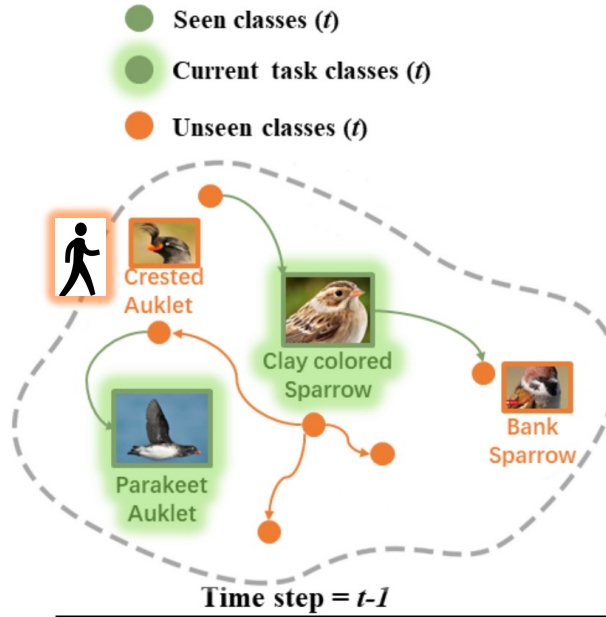 Seen classes (t)
Current task classes (t)
Unseen classes (t)
Crested
Auklet
Clay colored
Sparrow
Bank
Sparrow
Parakeet
Auklet
Time step = t-1